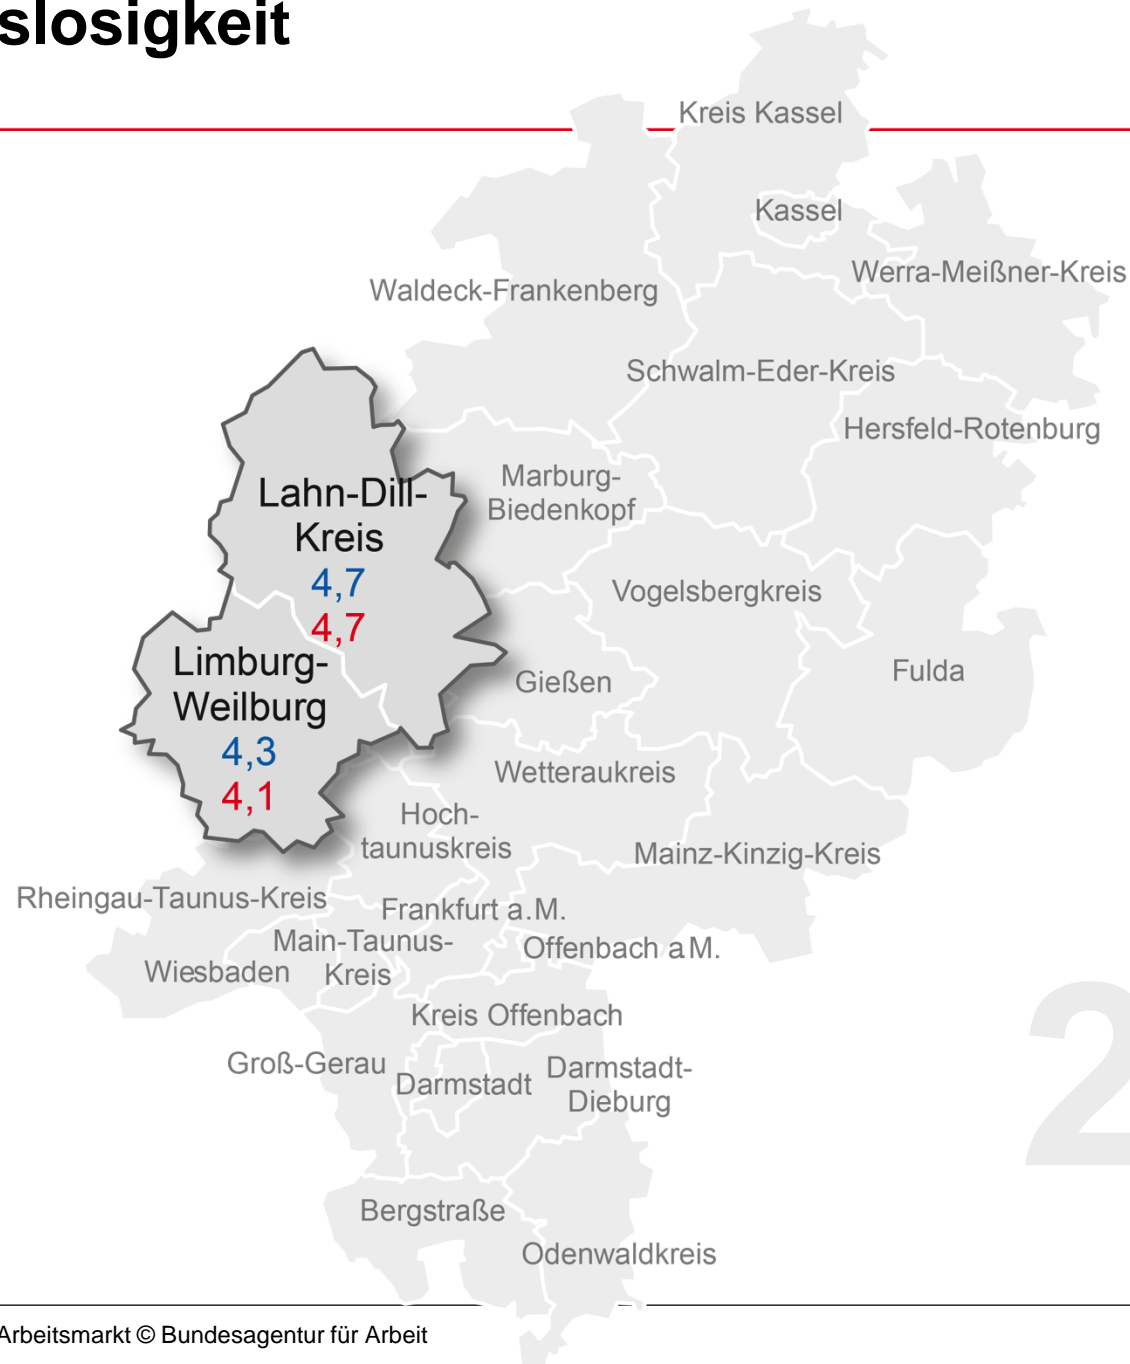 slosigkeit
Kreis Kassel
Kassel
Werra-Meißner-Kreis
Waldeck-Frankenberg
Schwalm-Eder-Kreis
Hersfeld-Rotenburg
Marburg-
Biedenkopf
Lahn-Dill-
Kreis
4,7
4,7
Vogelsbergkreis
Limburg-
Weilburg
4,3
4,1
Gießen
Fulda
Wetteraukreis
Hoch-
taunuskreis
Mainz-Kinzig-Kreis
Rheingau-Taunus-Kreis
Frankfurt a.M.
Main-Taunus-
Kreis
Offenbach aM.
Wiesbaden
Kreis Offenbach
Groß-Gerau
Darmstadt
Darmstadt-
Dieburg
2
Bergstraße
Odenwaldkreis
Arbeitsmarkt © Bundesagentur für Arbeit